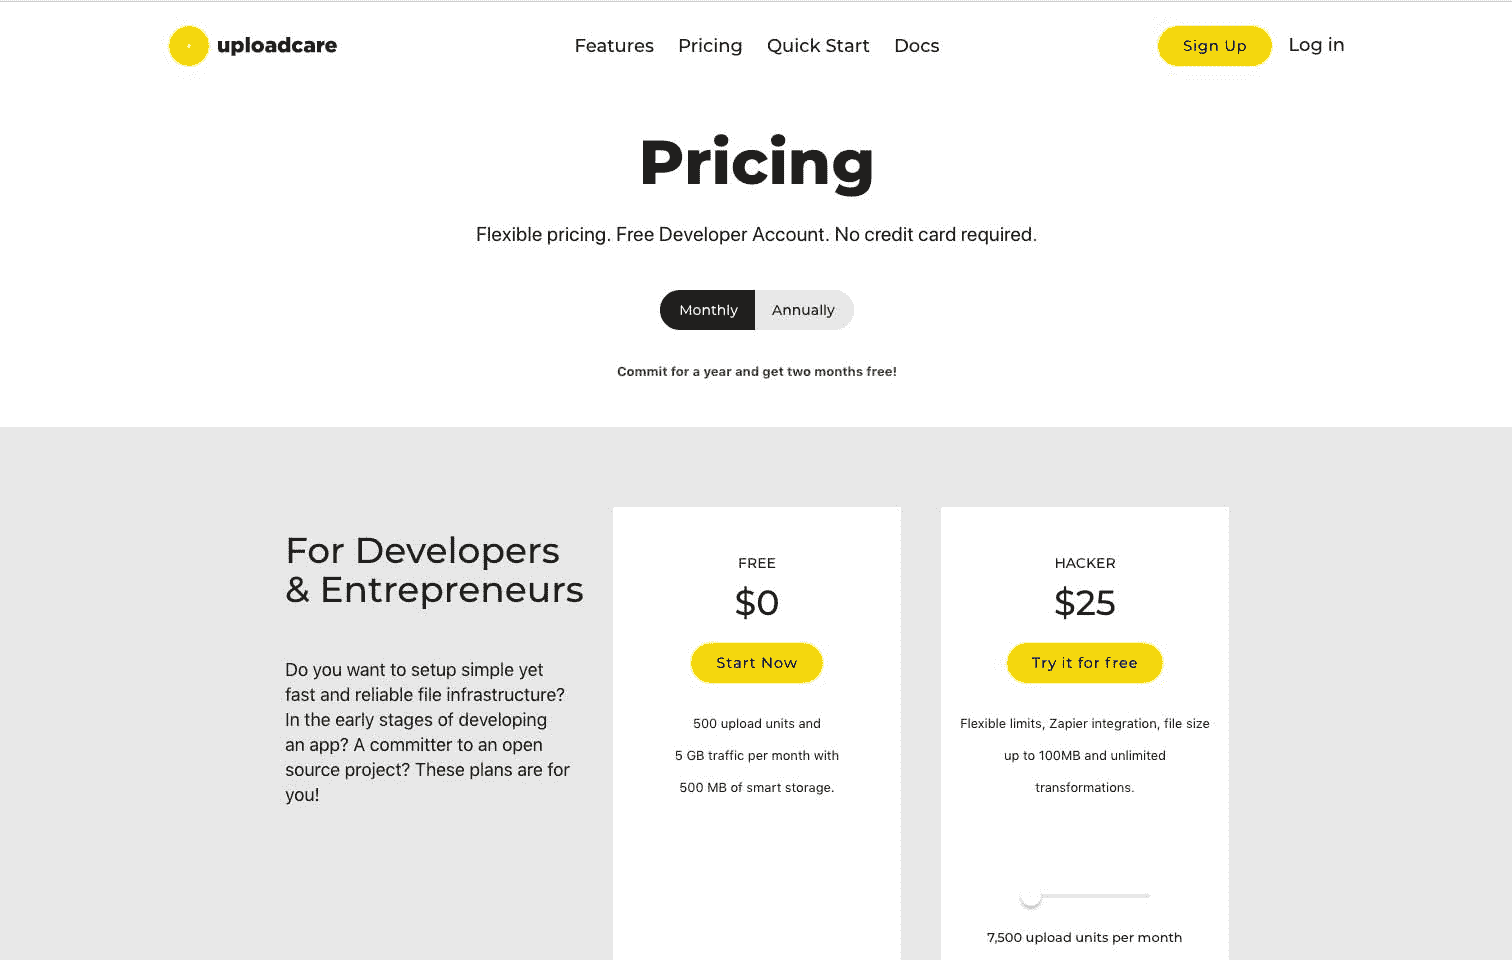 uploadcare
Features Pricing Quick Start Docs
Sign Up Log in
Pricing
Flexible pricing. Free Developer Account. No credit card required.
Monthly Annually
Commit for a year and get two months free!
For Developers
& Entrepreneurs
Do you want to setup simple yet
fast and reliable file infrastructure?
In the early stages of developing
an app? A committer to an open
source project? These plans are for
you!
FREE
$0
Start Now
500 upload units and
5 GB traffic per month with
500 MB of smart storage.
HACKER
$25
Try it for free
Flexible limits, Zapier integration, file size
up to 100MB and unlimited
transformations.
7,500 upload units per month